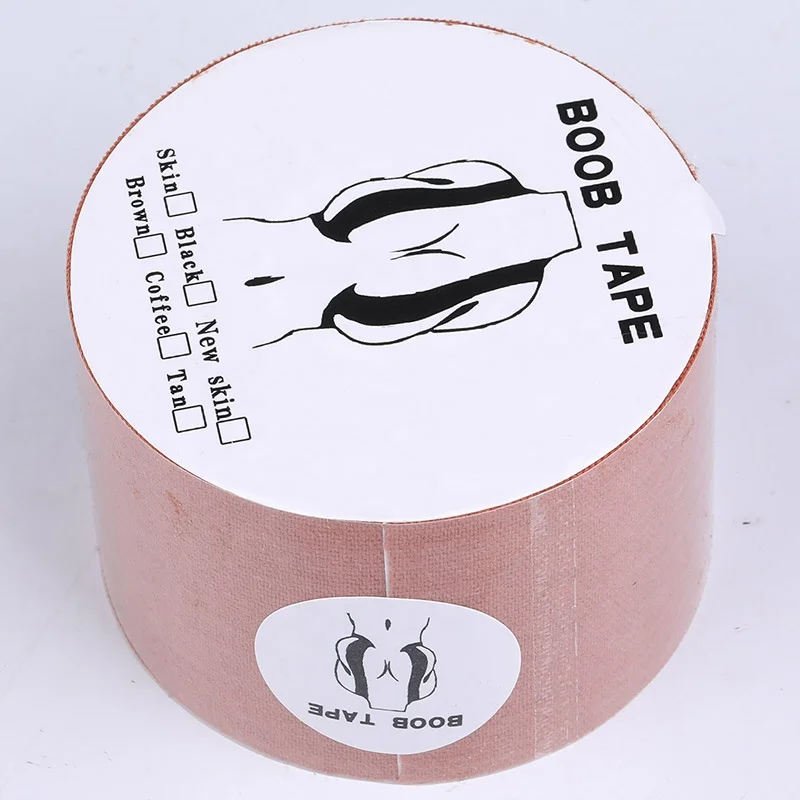 BOOB TAPE
Skin Black New skin
Brown Coffee Tan
BOOB TAPE